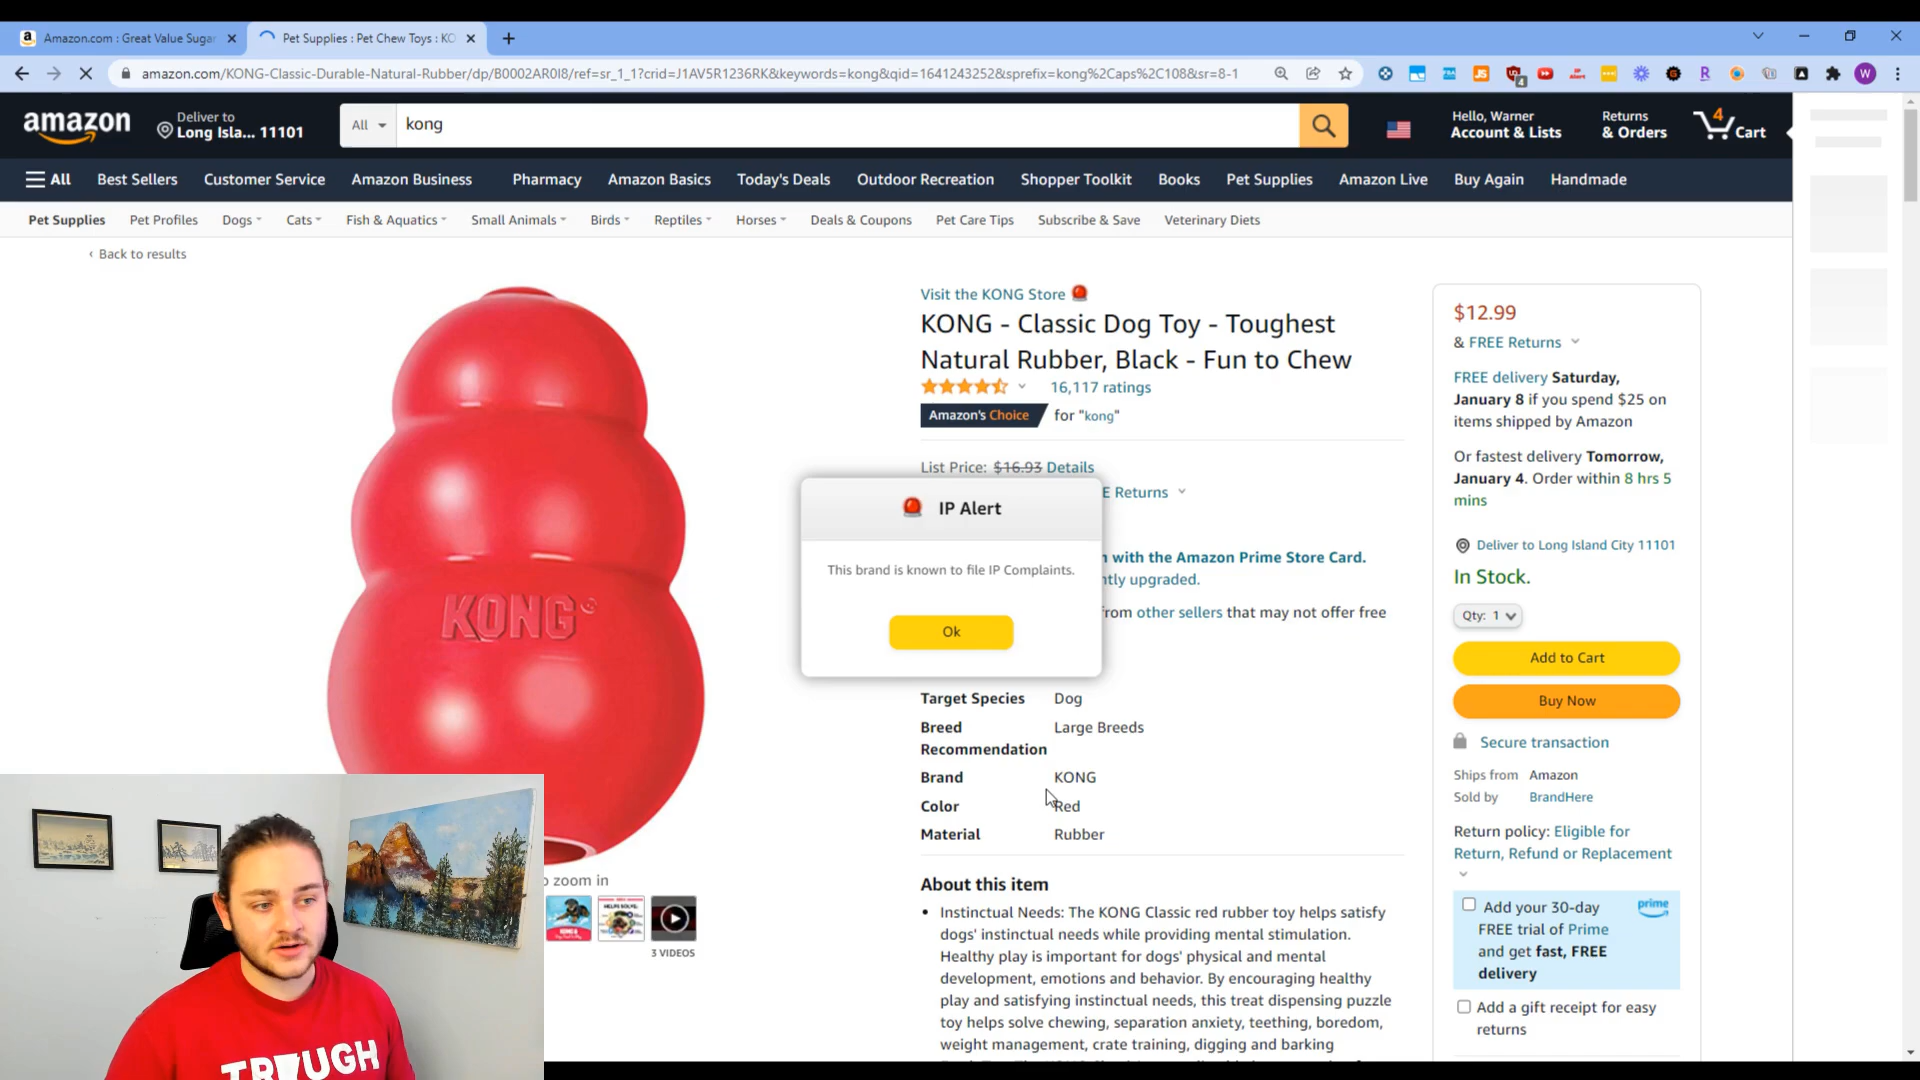 Amazon.com : Great Value Sugar
Pet Supplies : Pet Chew Toys : KO
amazon.com/KONG-Classic-Durable-Natural-Rubber/dp/B0002AR0I8/ref=sr_1_1?crid=J1AV5R1236RK&keywords=kong&qid=1641243252&sprefix=kong%2Caps%2C108&sr=8-1
4
W
amazon
Deliver to
Long Isla... 11101
All
kong
Hello, Warner
Account & Lists
Returns
& Orders
4
Cart
All
Best Sellers
Customer Service
Amazon Business
Pharmacy
Amazon Basics
Today's Deals
Outdoor Recreation
Shopper Toolkit
Books
Pet Supplies
Amazon Live
Buy Again
Handmade
Pet Supplies
Pet Profiles
Dogs
Cats
Fish & Aquatics
Small Animals
Birds
Reptiles
Horses
Deals & Coupons
Pet Care Tips
Subscribe & Save
Veterinary Diets
‹ Back to results
KONG
Visit the KONG Store
KONG - Classic Dog Toy - Toughest
Natural Rubber, Black - Fun to Chew
16,117 ratings
Amazon's Choice for "kong"
List Price: $16.93 Details
E Returns
with the Amazon Prime Store Card.
ntly upgraded.
from other sellers that may not offer free
IP Alert
This brand is known to file IP Complaints.
Ok
Target Species Dog
Breed Large Breeds
Recommendation
Brand KONG
Color Red
Material Rubber
About this item
• Instinctual Needs: The KONG Classic red rubber toy helps satisfy
dogs' instinctual needs while providing mental stimulation.
Healthy play is important for dogs' physical and mental
development, emotions and behavior. By encouraging healthy
play and satisfying instinctual needs, this treat dispensing puzzle
toy helps solve chewing, separation anxiety, teething, boredom,
weight management, crate training, digging and barking
$12.99
& FREE Returns
FREE delivery Saturday,
January 8 if you spend $25 on
items shipped by Amazon
Or fastest delivery Tomorrow,
January 4. Order within 8 hrs 5
mins
Deliver to Long Island City 11101
In Stock.
Qty: 1
Add to Cart
Buy Now
Secure transaction
Ships from Amazon
Sold by BrandHere
Return policy: Eligible for
Return, Refund or Replacement
Add your 30-day
FREE trial of Prime
and get fast, FREE
delivery
prime
Add a gift receipt for easy
returns
zoom in
3 VIDEOS